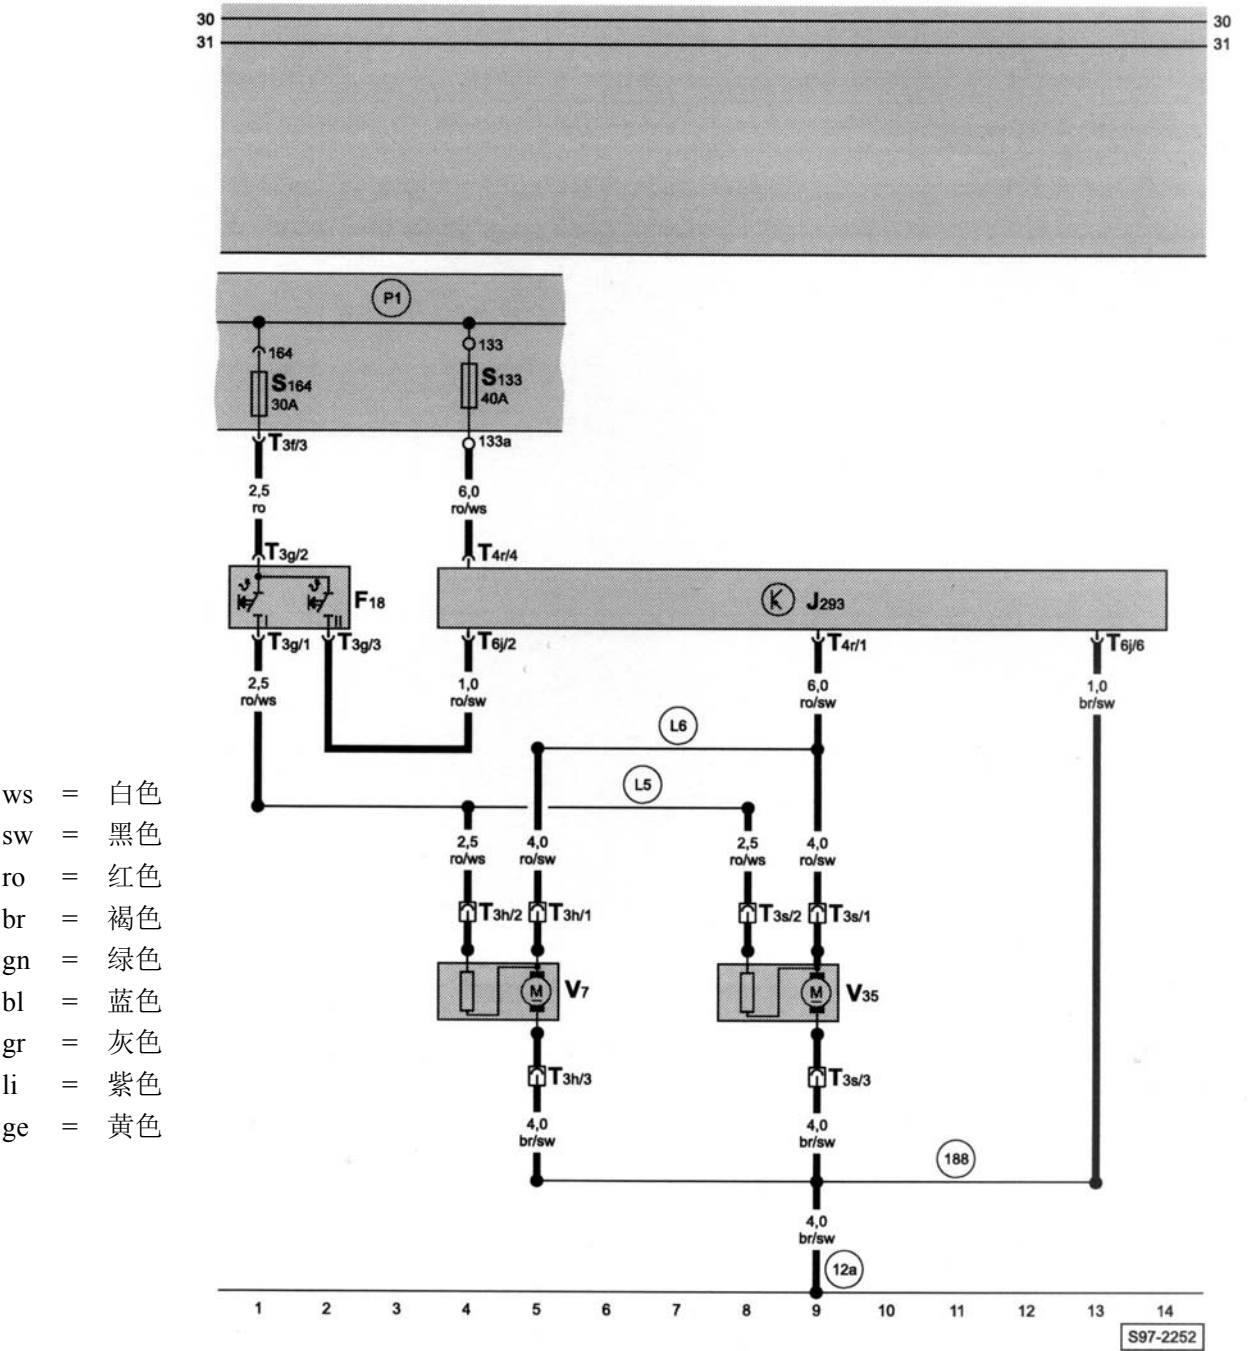 30 30
31 31
P1
164 133
S164 S133
30A 40A
T3f/3 133a
2,5 6,0
ro ro/ws
T3g/2 T4r/4
F18 K J293
I II
T3g/1 T3g/3 T6j/2 T4r/1 T6j/6
2,5 1,0 6,0 1,0
ro/ws ro/sw ro/sw br/sw
L6
L5
ws = 白色
sw = 黑色
ro = 红色
br = 褐色
gn = 绿色
bl = 蓝色
gr = 灰色
li = 紫色
ge = 黄色
2,5 4,0 2,5 4,0
ro/ws ro/sw ro/ws ro/sw
T3h/2 T3h/1 T3s/2 T3s/1
M V7 M V35
T3h/3 T3s/3
4,0 4,0
br/sw br/sw
188
4,0
br/sw
12a
1 2 3 4 5 6 7 8 9 10 11 12 13 14
S97-2252